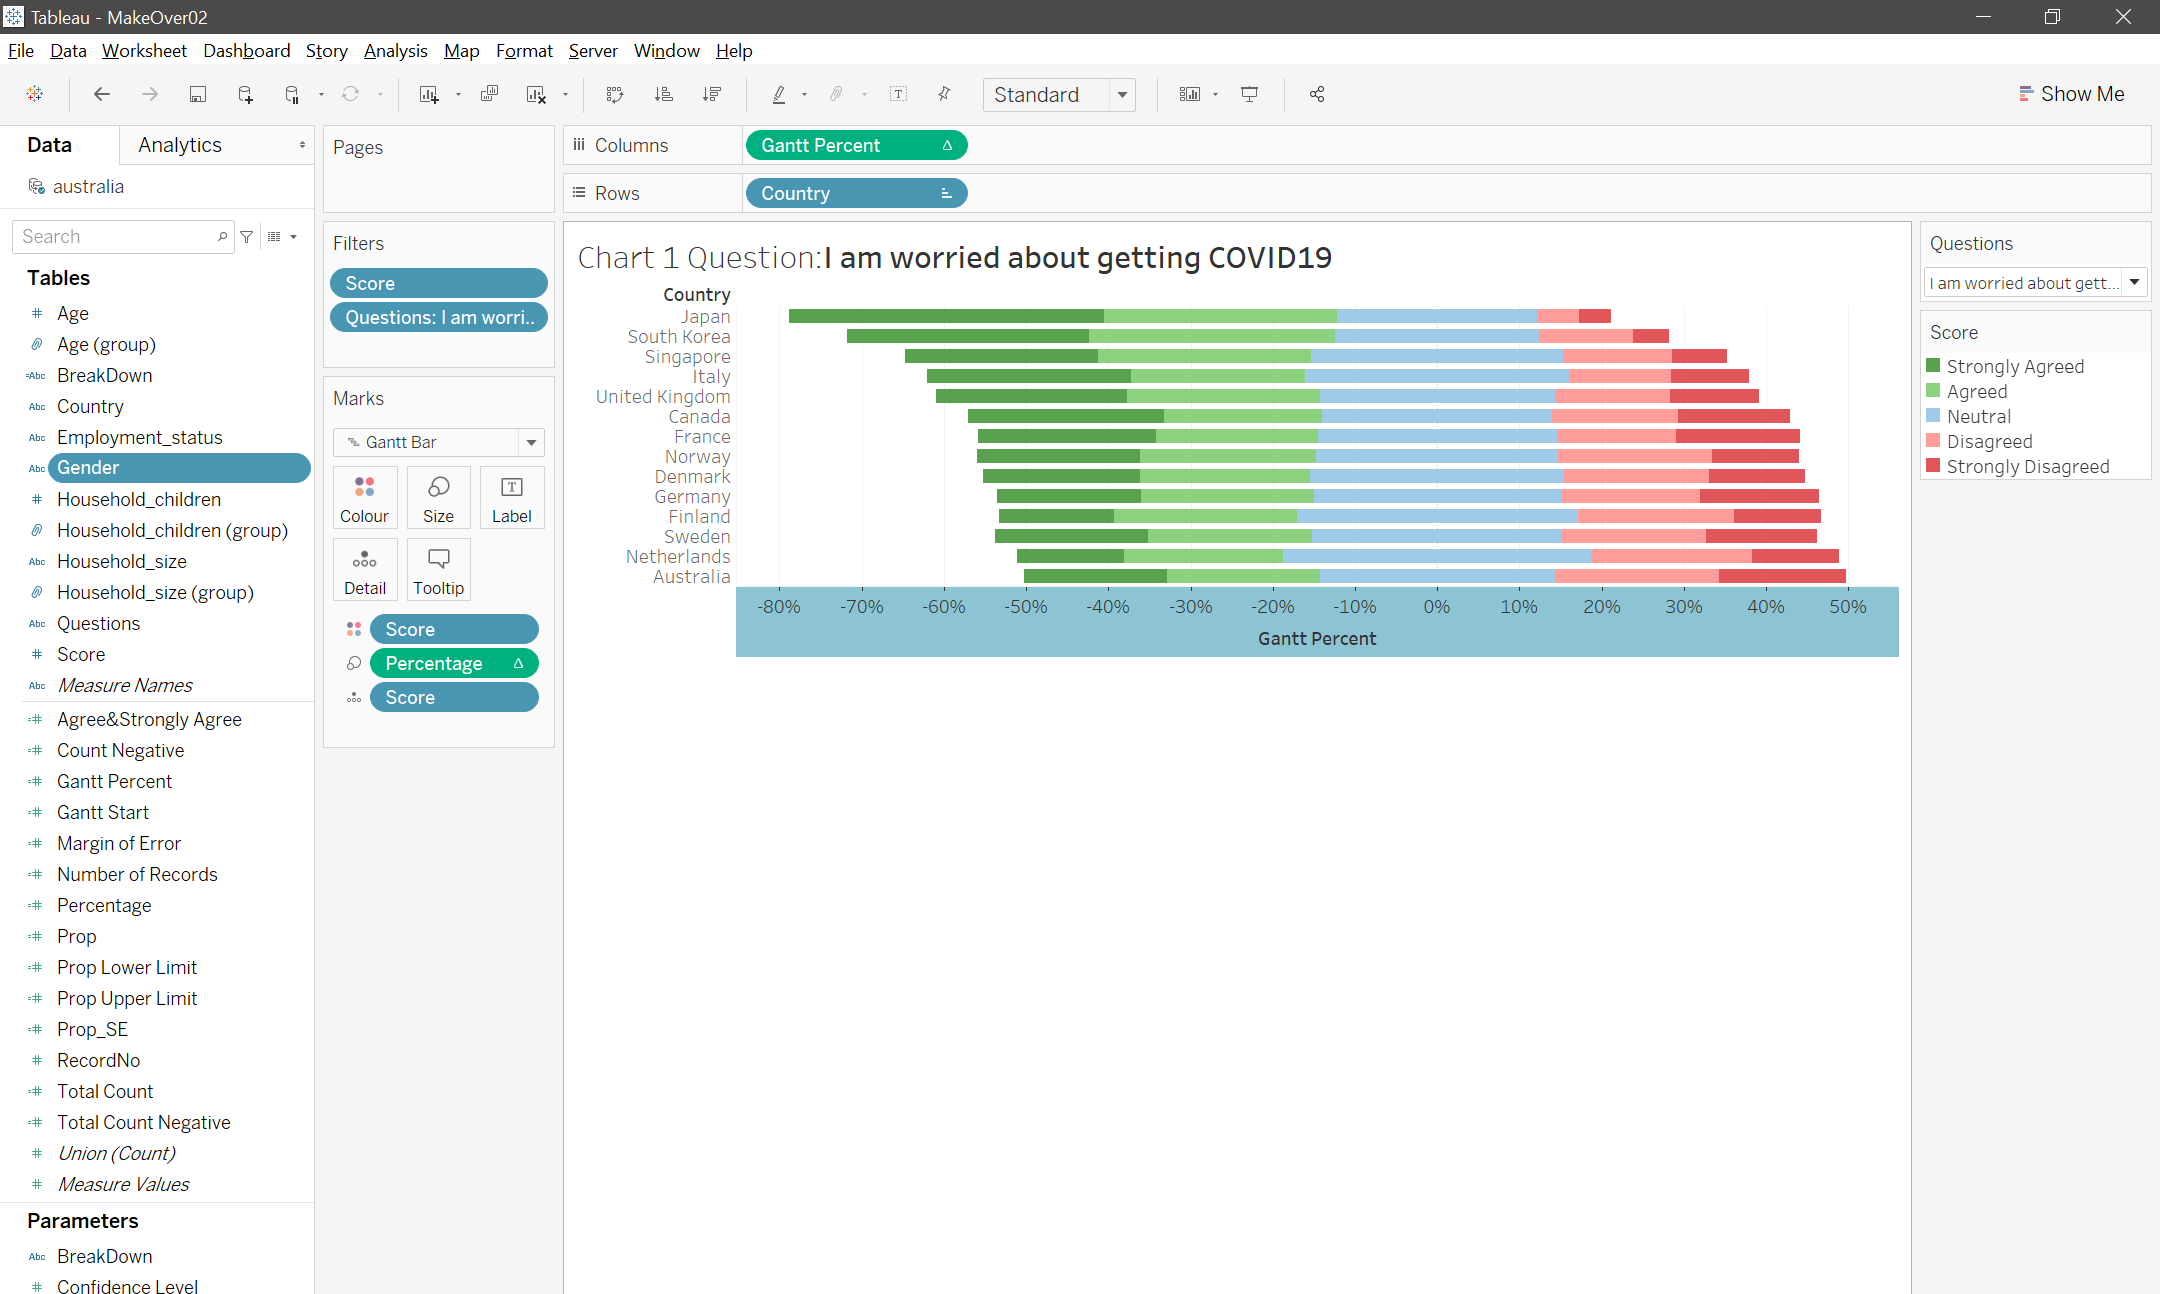 Tableau - MakeOver02
File Data Worksheet Dashboard Story Analysis Map Format Server Window Help
Standard
Show Me
Data Analytics
australia
Search
Tables
# Age
Age (group)
=Abc BreakDown
Abc Country
Abc Employment_status
Abc Gender
# Household_children
Household_children (group)
Abc Household_size
Household_size (group)
Abc Questions
# Score
Abc Measure Names
=# Agree&Strongly Agree
=# Count Negative
=# Gantt Percent
=# Gantt Start
=# Margin of Error
=# Number of Records
=# Percentage
=# Prop
=# Prop Lower Limit
=# Prop Upper Limit
=# Prop_SE
# RecordNo
=# Total Count
=# Total Count Negative
# Union (Count)
# Measure Values
Parameters
Abc BreakDown
# Confidence Level
Pages
Filters
Score
Questions: I am worri..
Marks
Gantt Bar
Colour Size Label
Detail Tooltip
Score
Percentage Δ
Score
Columns Gantt Percent Δ
Rows Country
Chart 1 Question:I am worried about getting COVID19
Country
Japan
South Korea
Singapore
Italy
United Kingdom
Canada
France
Norway
Denmark
Germany
Finland
Sweden
Netherlands
Australia
-80% -70% -60% -50% -40% -30% -20% -10% 0% 10% 20% 30% 40% 50%
Gantt Percent
Questions
I am worried about gett...
Score
Strongly Agreed
Agreed
Neutral
Disagreed
Strongly Disagreed